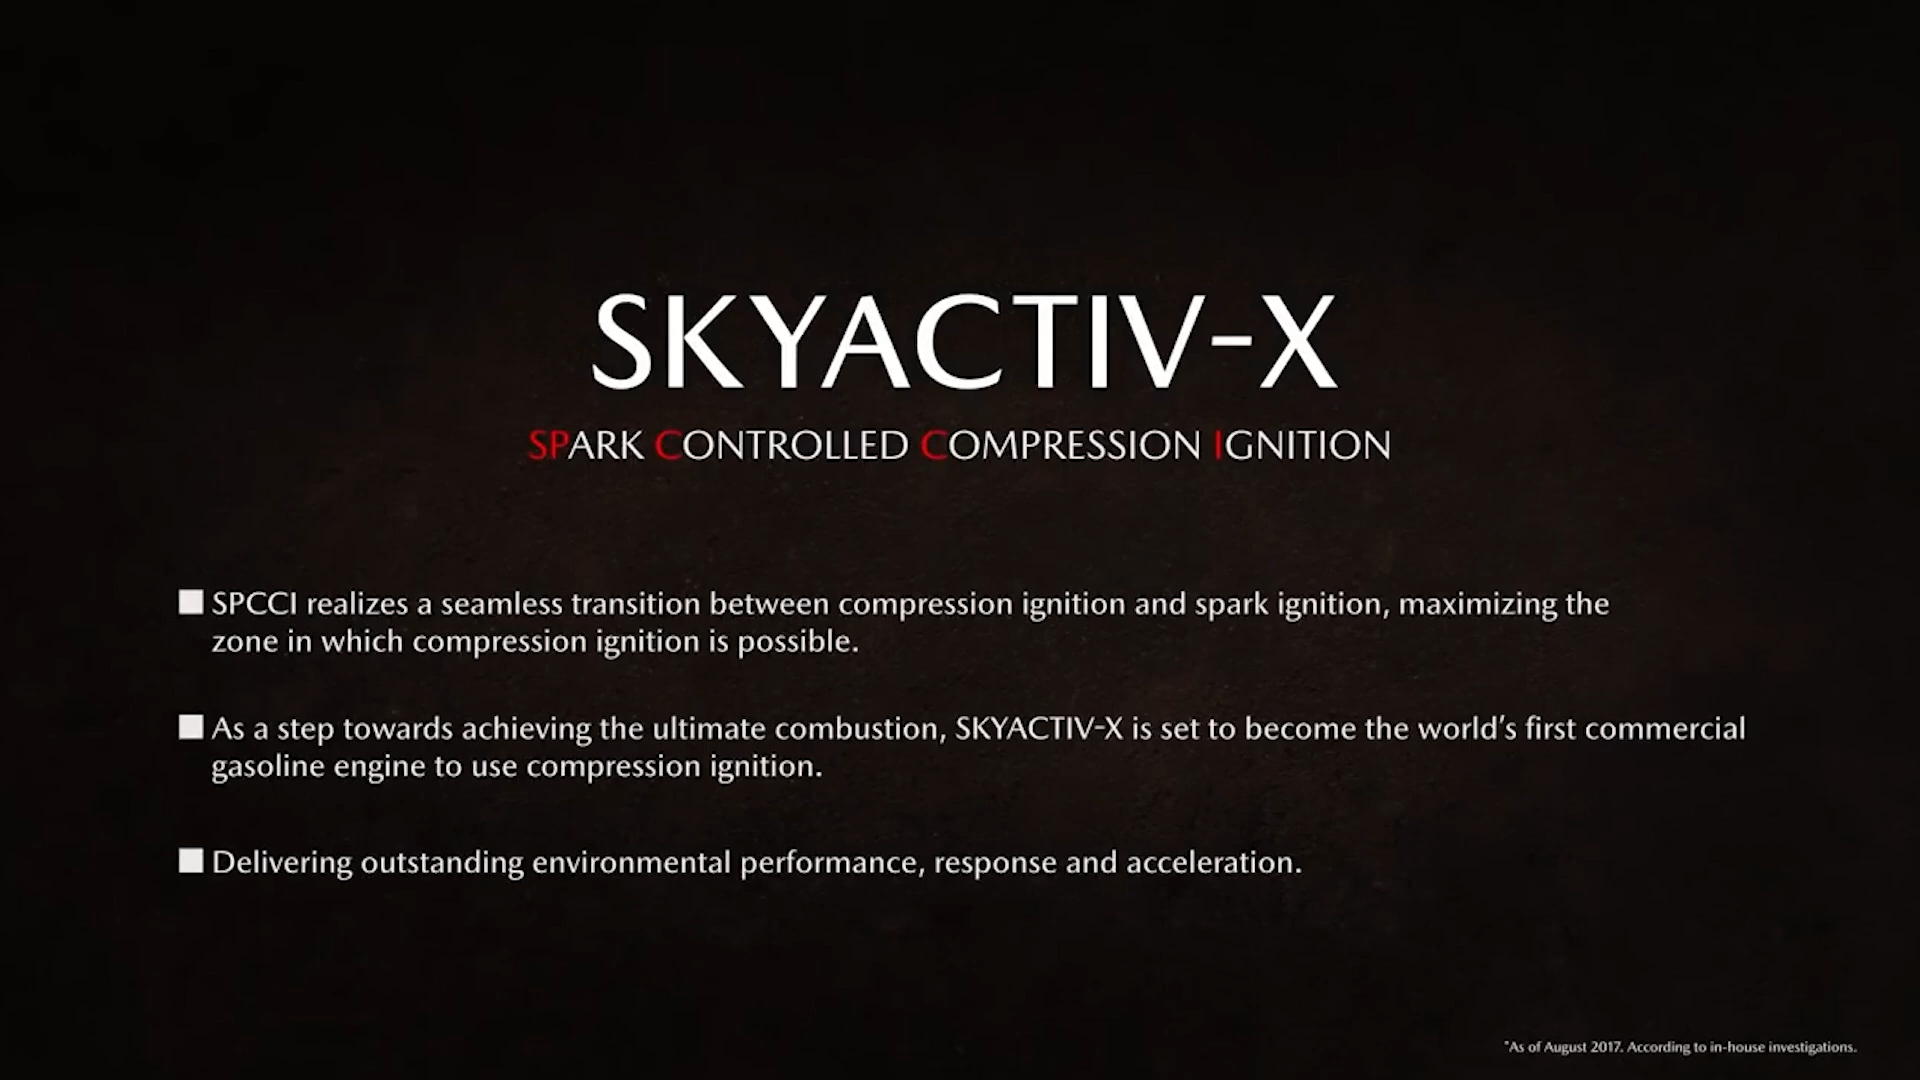 SKYACTIV-X
SPARK CONTROLLED COMPRESSION IGNITION
■ SPCCI realizes a seamless transition between compression ignition and spark ignition, maximizing the
zone in which compression ignition is possible.
■ As a step towards achieving the ultimate combustion, SKYACTIV-X is set to become the world's first commercial
gasoline engine to use compression ignition.
■ Delivering outstanding environmental performance, response and acceleration.
*As of August 2017. According to in-house investigations.